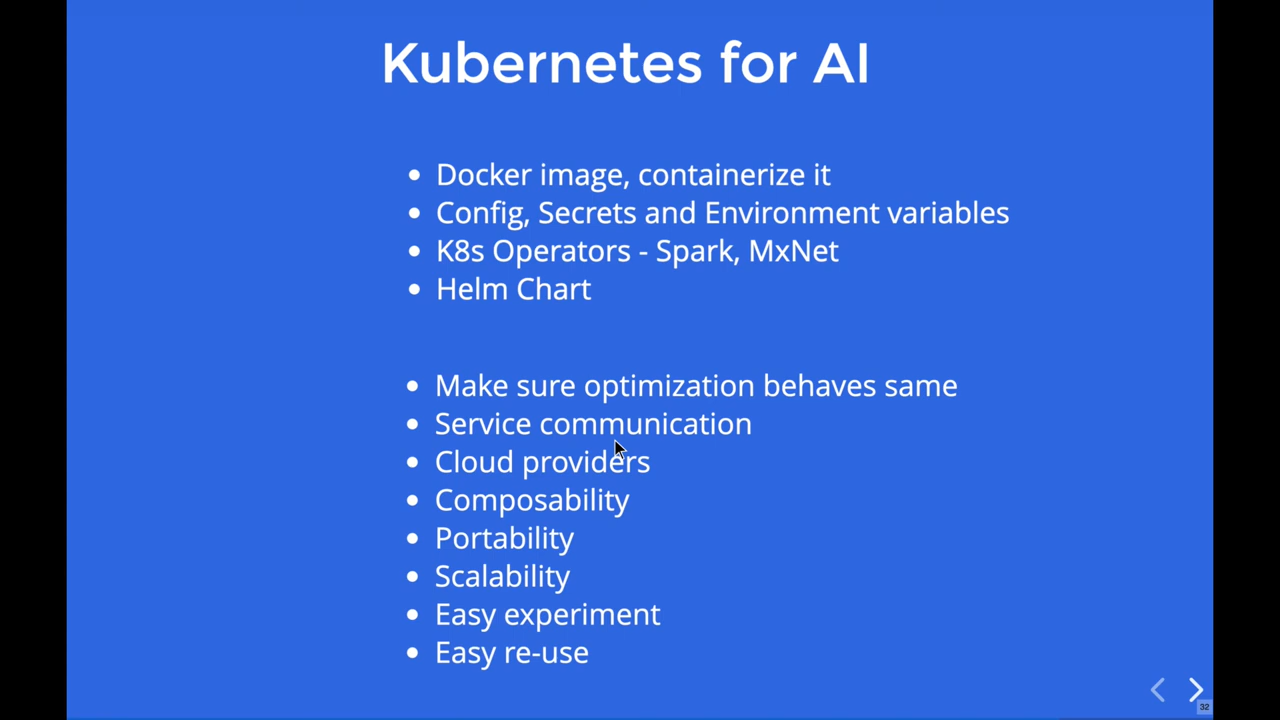 Kubernetes for AI
Docker image, containerize it
Config, Secrets and Environment variables
K8s Operators - Spark, MxNet
Helm Chart
Make sure optimization behaves same
Service communication
Cloud providers
Composability
Portability
Scalability
Easy experiment
Easy re-use
32